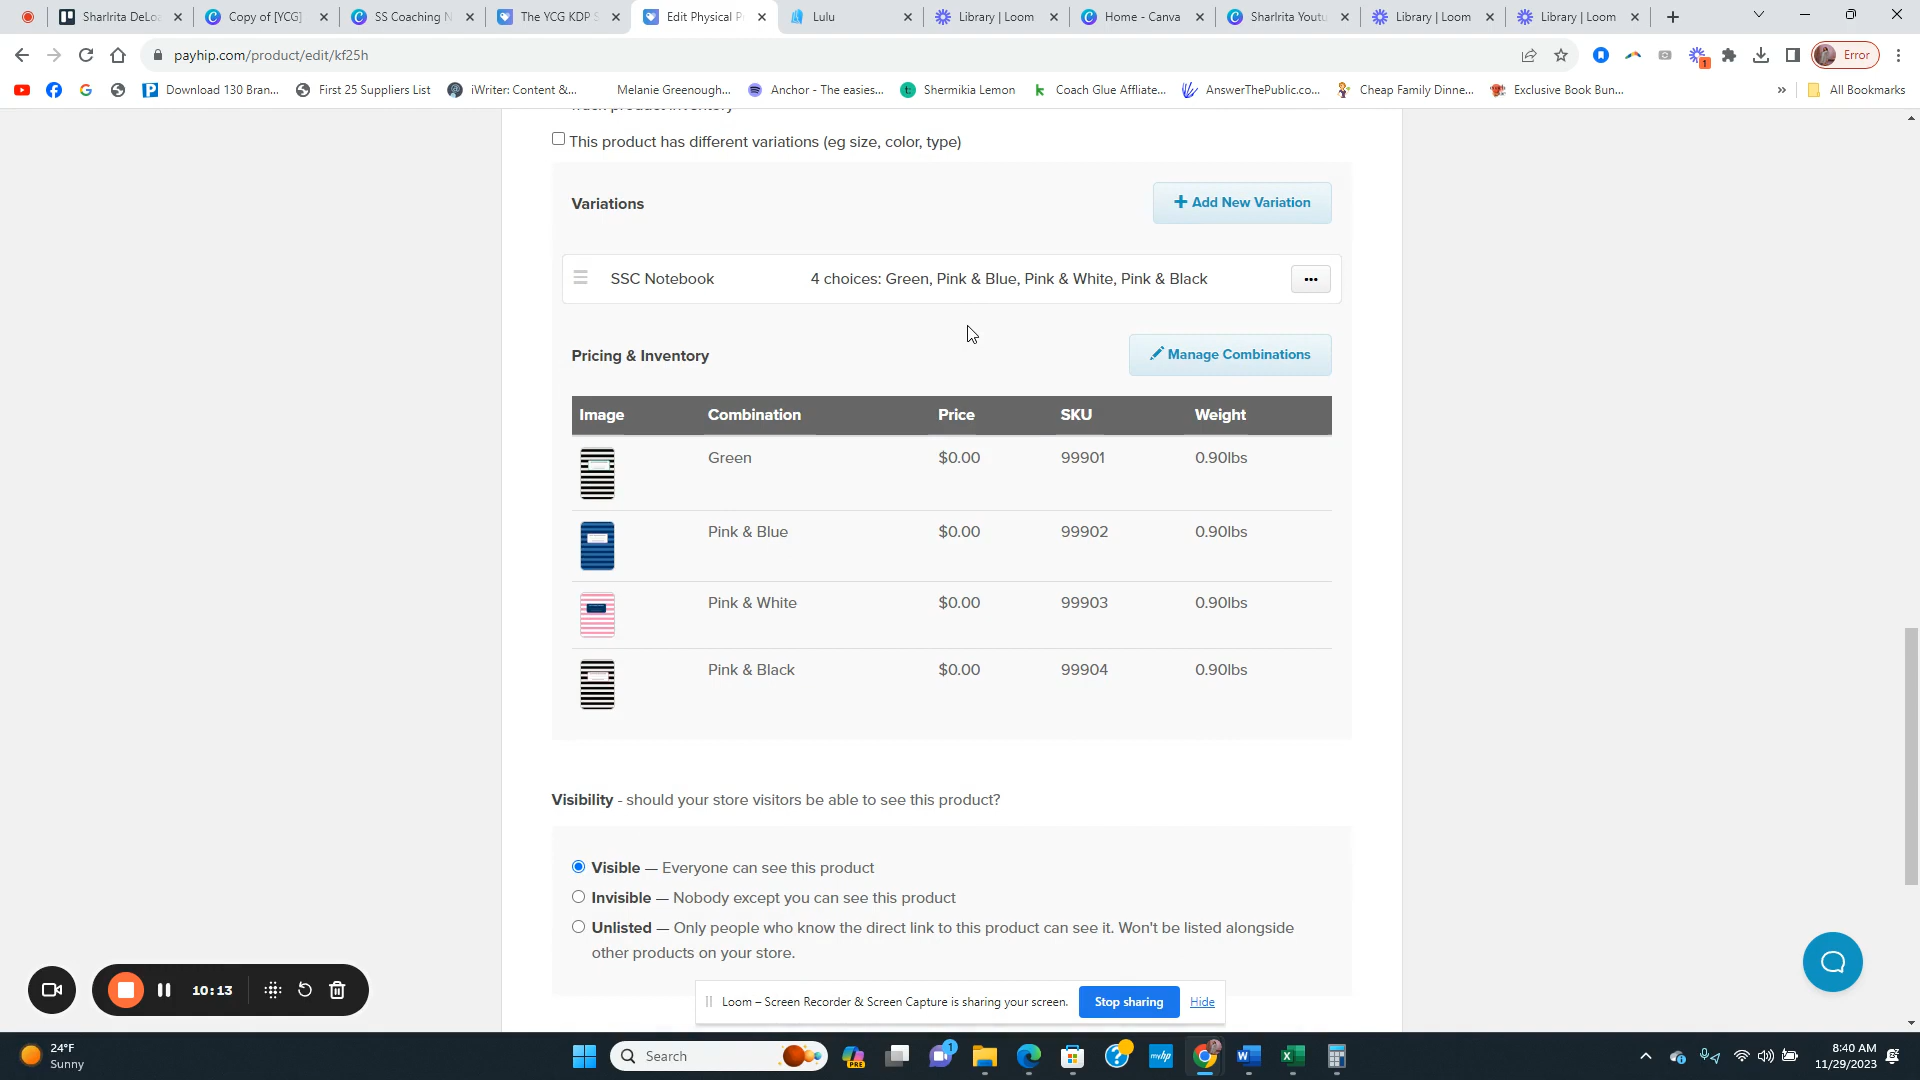 Sharlrita DeLoa
Copy of [YCG]
SS Coaching N
The YCG KDP S
Edit Physical P
Lulu
Library | Loom
Home - Canva
Sharlrita Youtu
Library | Loom
Library | Loom
payhip.com/product/edit/kf25h
1
Error
Download 130 Bran...
First 25 Suppliers List
iWriter: Content &...
Melanie Greenough...
Anchor - The easies...
Shermikia Lemon
Coach Glue Affliate...
AnswerThePublic.co...
Cheap Family Dinne...
Exclusive Book Bun...
»
All Bookmarks
Track product inventory
This product has different variations (eg size, color, type)
Variations
+ Add New Variation
SSC Notebook
4 choices: Green, Pink & Blue, Pink & White, Pink & Black
•••
Pricing & Inventory
Manage Combinations
Image Combination Price SKU Weight
Green $0.00 99901 0.90lbs
Pink & Blue $0.00 99902 0.90lbs
Pink & White $0.00 99903 0.90lbs
Pink & Black $0.00 99904 0.90lbs
Visibility - should your store visitors be able to see this product?
Visible — Everyone can see this product
Invisible — Nobody except you can see this product
Unlisted — Only people who know the direct link to this product can see it. Won't be listed alongside
other products on your store.
10:13
Loom – Screen Recorder & Screen Capture is sharing your screen.
Stop sharing
Hide
24°F
Sunny
Search
PRE
1
myhp
8:40 AM
11/29/2023